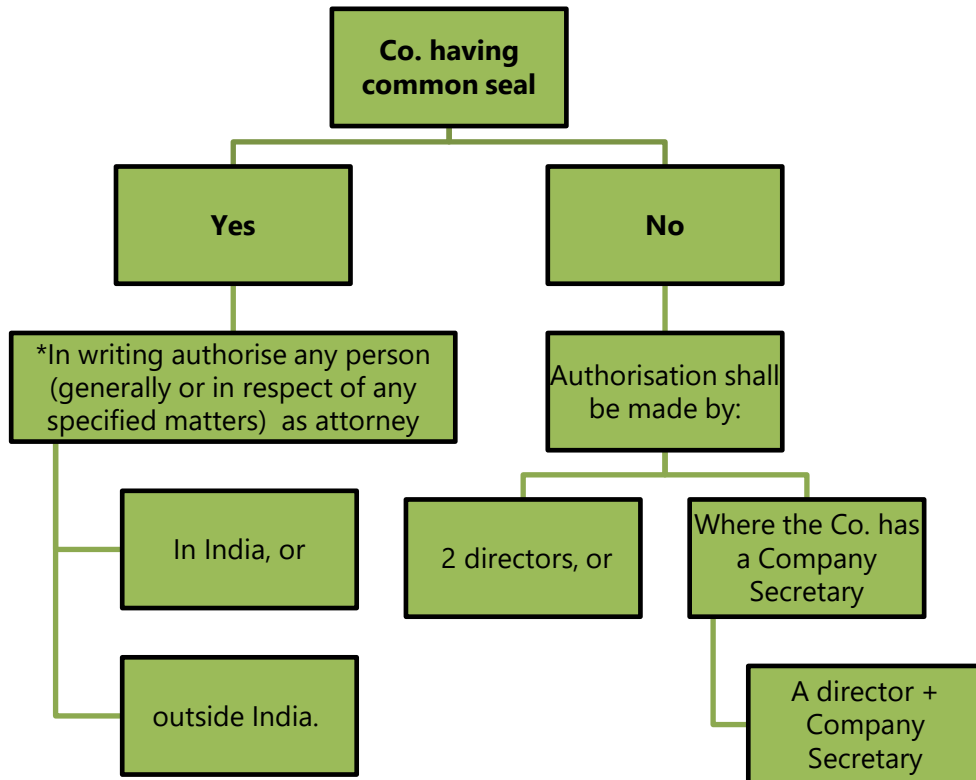 Co. having
common seal
Yes
No
*In writing authorise any person
(generally or in respect of any
specified matters)  as attorney
Authorisation shall
be made by:
In India, or
outside India.
2 directors, or
Where the Co. has
a Company
Secretary
A director +
Company
Secretary